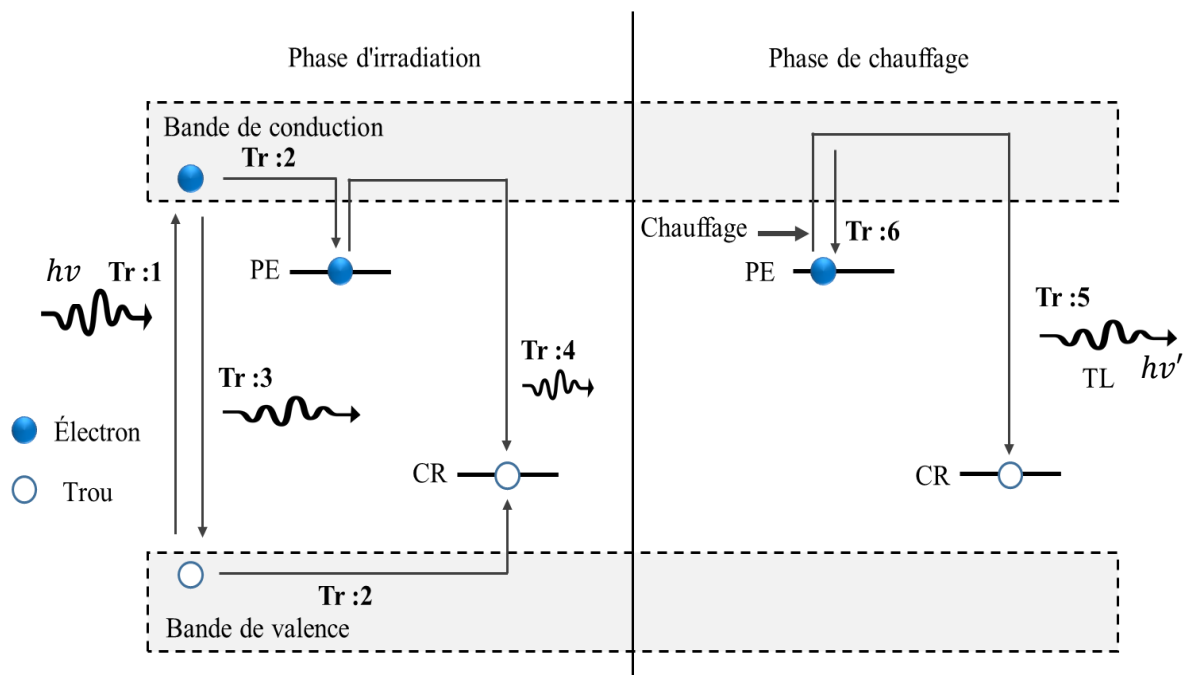 Phase d'irradiation
Phase de chauffage
Bande de conduction
Tr :2
Chauffage
Tr :6
PE
PE
hν
Tr :1
Tr :5
hν'
TL
Tr :4
Tr :3
Électron
CR
CR
Trou
Tr :2
Bande de valence